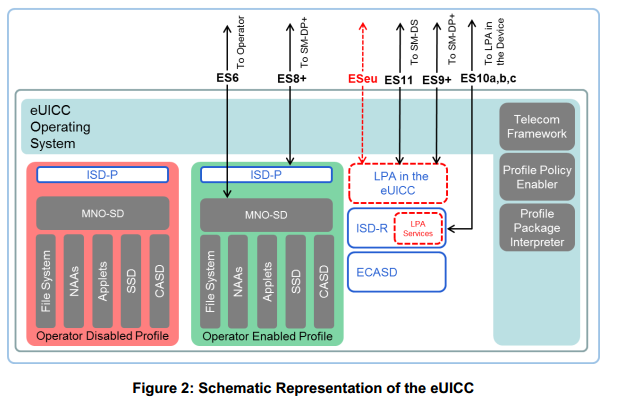 To Operator
To SM-DP+
To SM-DS
To SM-DP+
To LPA in
the Device
ES6
ES8+
ESeu
ES11
ES9+
ES10a,b,c
eUICC
Operating
System
Telecom
Framework
Profile Policy
Enabler
Profile
Package
Interpreter
ISD-P
MNO-SD
File System
NAAs
Applets
SSD
CASD
Operator Disabled Profile
ISD-P
MNO-SD
File System
NAAs
Applets
SSD
CASD
Operator Enabled Profile
LPA in the
eUICC
ISD-R
LPA
Services
ECASD
Figure 2: Schematic Representation of the eUICC